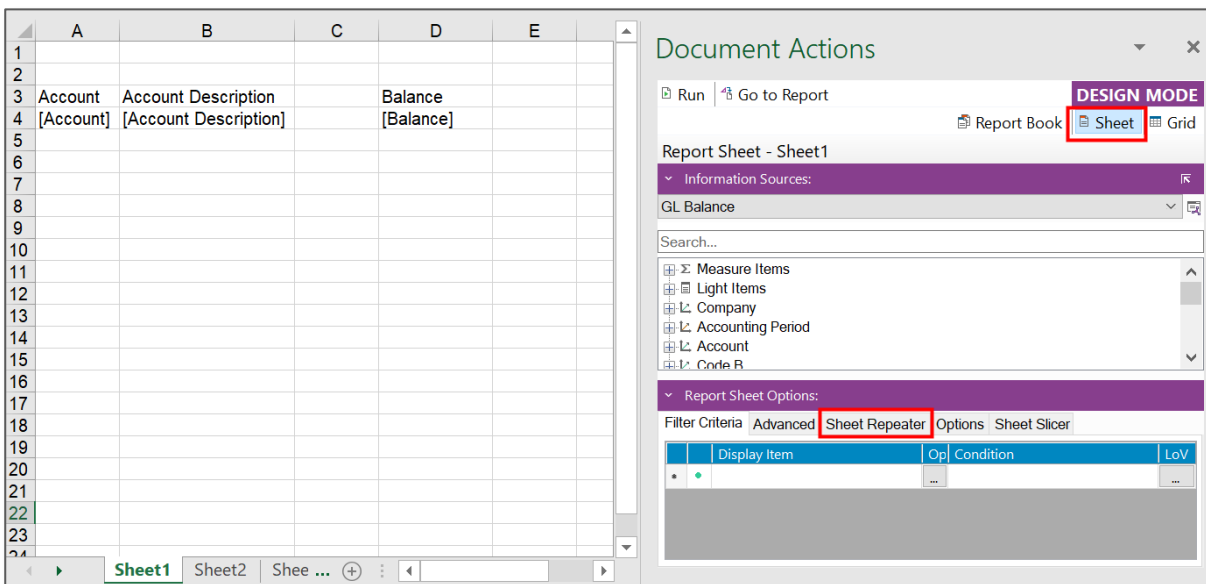 A B C D E
1
2
3 Account Account Description Balance
4 [Account] [Account Description] [Balance]
5
6
7
8
9
10
11
12
13
14
15
16
17
18
19
20
21
22
23
24
Sheet1 Sheet2 Shee ...
Document Actions
Run Go to Report DESIGN MODE
Report Book Sheet Grid
Report Sheet - Sheet1
Information Sources:
GL Balance
Search...
Measure Items
Light Items
Company
Accounting Period
Account
Code B
Report Sheet Options:
Filter Criteria Advanced Sheet Repeater Options Sheet Slicer
Display Item Op Condition LoV
... ...